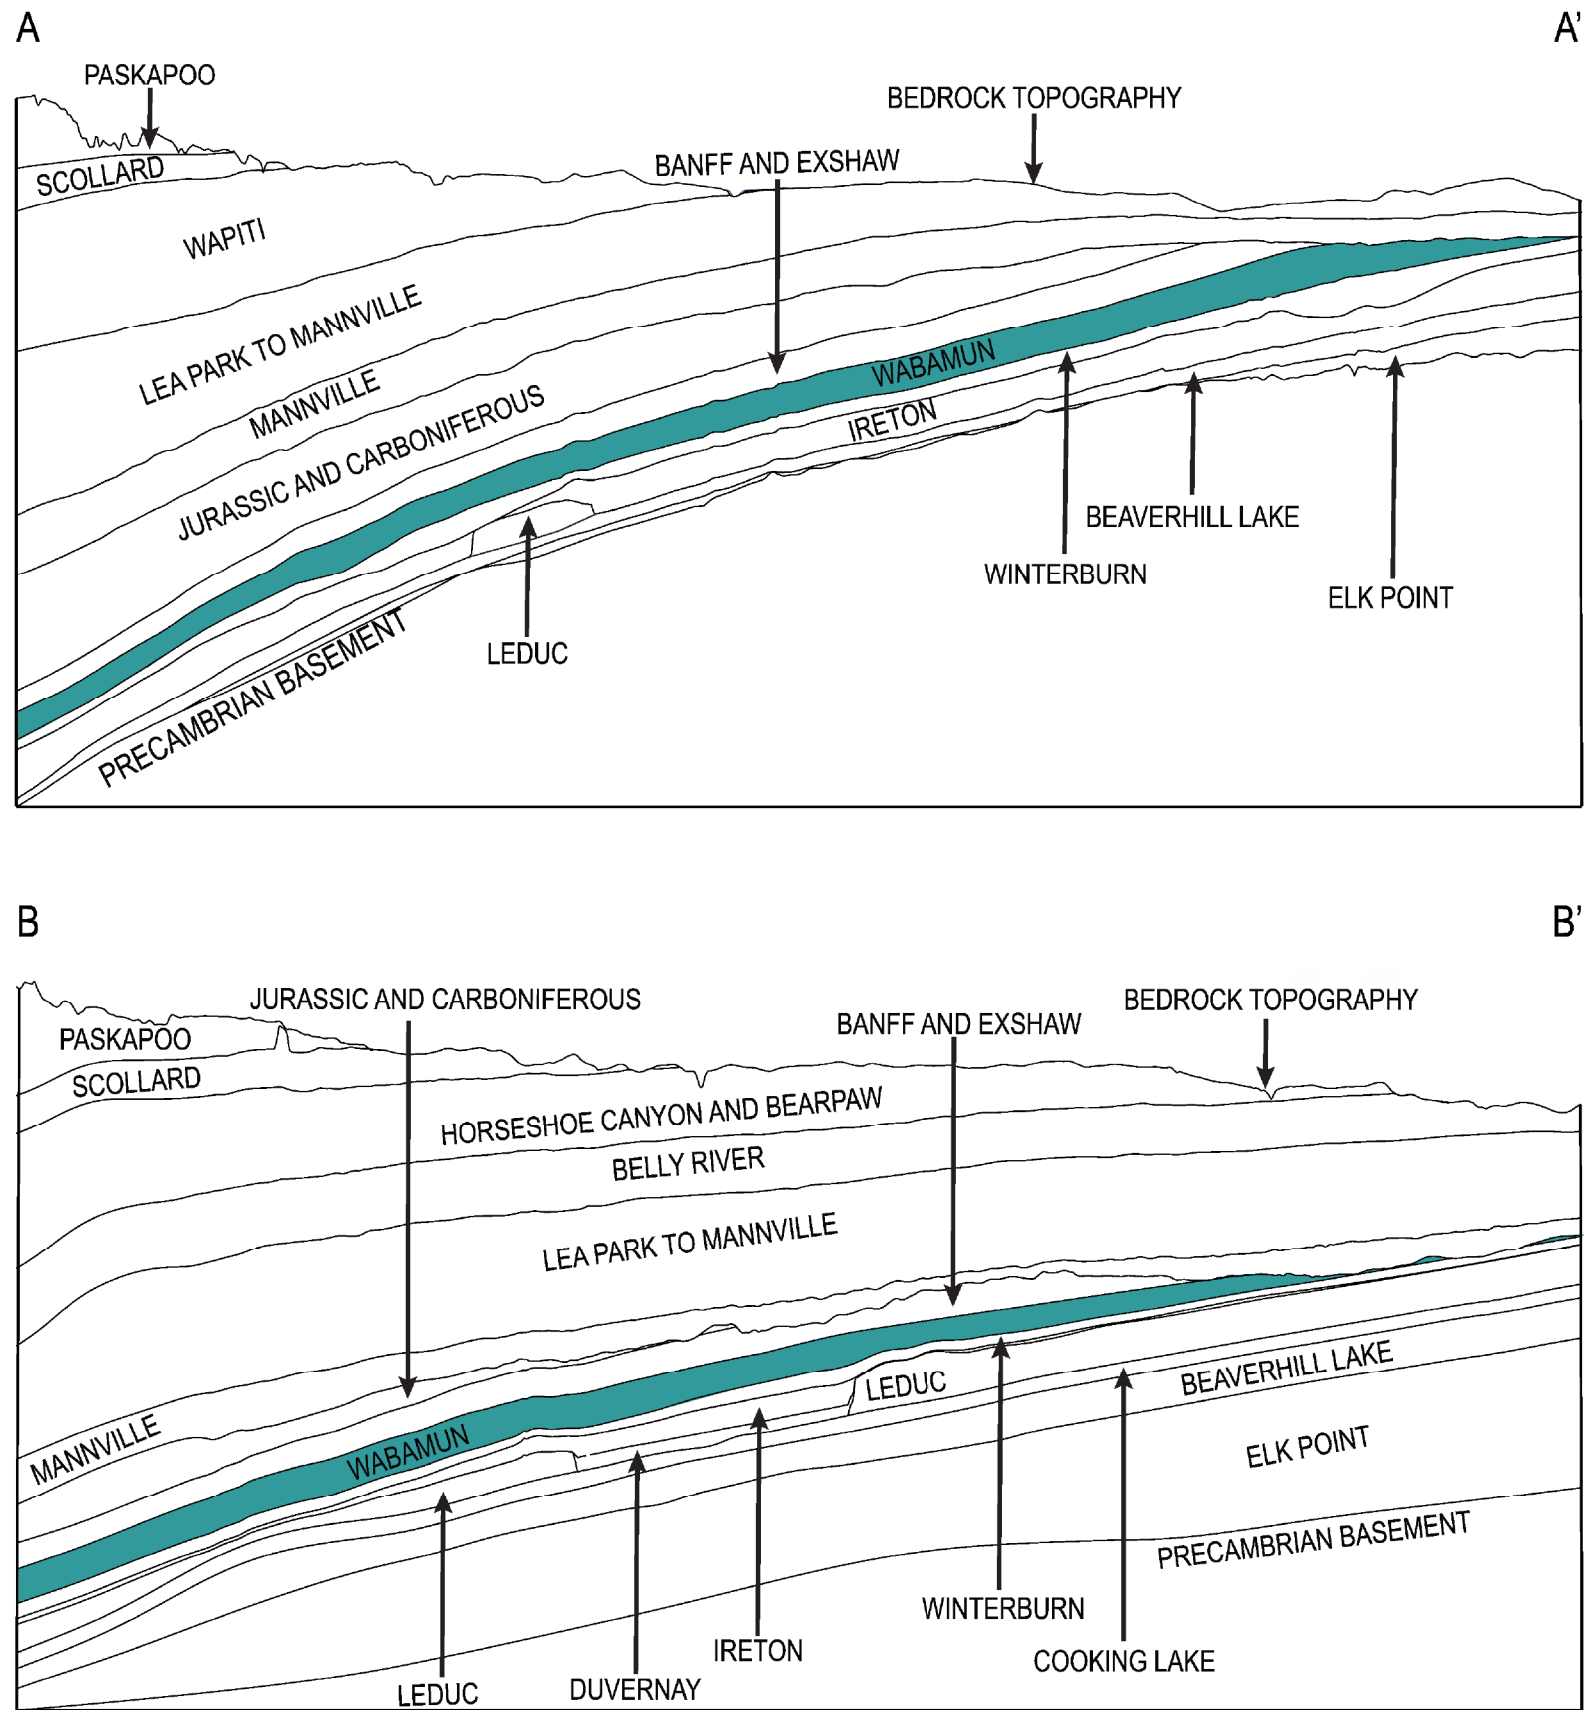 A
A'
PASKAPOO
BEDROCK TOPOGRAPHY
BANFF AND EXSHAW
SCOLLARD
WAPITI
LEA PARK TO MANNVILLE
MANNVILLE
JURASSIC AND CARBONIFEROUS
WABAMUN
IRETON
BEAVERHILL LAKE
WINTERBURN
ELK POINT
LEDUC
PRECAMBRIAN BASEMENT
B
B'
JURASSIC AND CARBONIFEROUS
BEDROCK TOPOGRAPHY
BANFF AND EXSHAW
PASKAPOO
SCOLLARD
HORSESHOE CANYON AND BEARPAW
BELLY RIVER
LEA PARK TO MANNVILLE
MANNVILLE
WABAMUN
LEDUC
BEAVERHILL LAKE
ELK POINT
PRECAMBRIAN BASEMENT
WINTERBURN
IRETON
COOKING LAKE
DUVERNAY
LEDUC